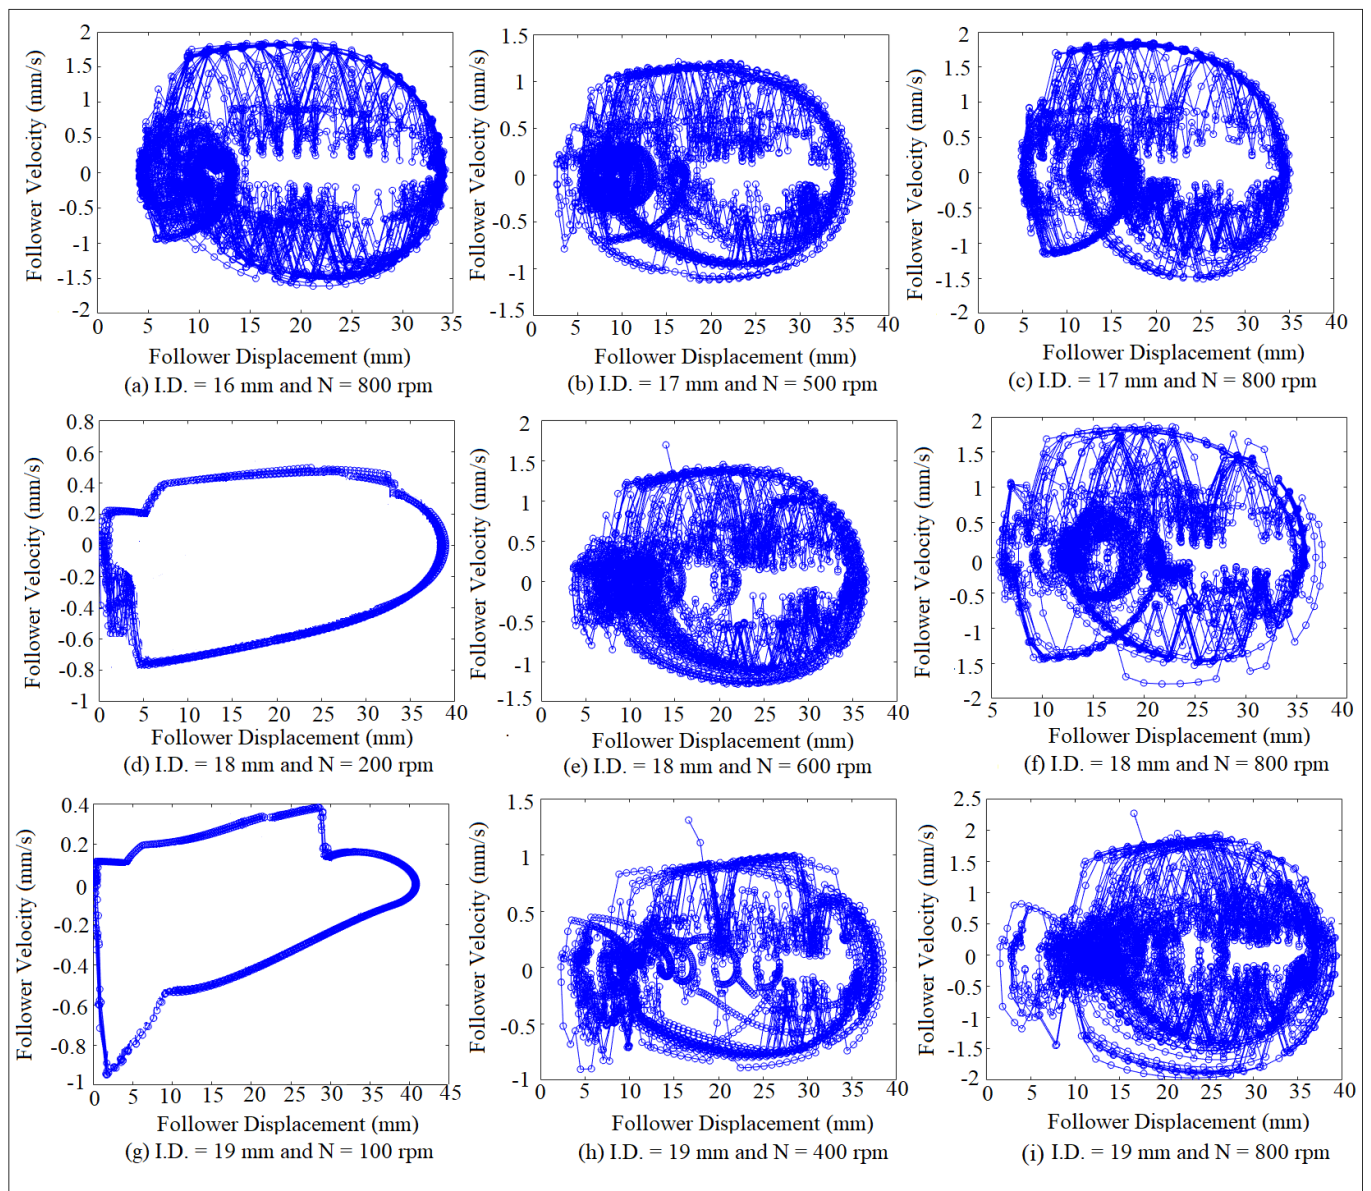 Follower Velocity (mm/s)
2
1.5
1
0.5
0
-0.5
-1
-1.5
-2
0 5 10 15 20 25 30 35
Follower Displacement (mm)
(a) I.D. = 16 mm and N = 800 rpm
Follower Velocity (mm/s)
1.5
1
0.5
0
-0.5
-1
-1.5
0 5 10 15 20 25 30 35 40
Follower Displacement (mm)
(b) I.D. = 17 mm and N = 500 rpm
Follower Velocity (mm/s)
2
1.5
1
0.5
0
-0.5
-1
-1.5
-2
0 5 10 15 20 25 30 35 40
Follower Displacement (mm)
(c) I.D. = 17 mm and N = 800 rpm
Follower Velocity (mm/s)
0.8
0.6
0.4
0.2
0
-0.2
-0.4
-0.6
-0.8
-1
0 5 10 15 20 25 30 35 40
Follower Displacement (mm)
(d) I.D. = 18 mm and N = 200 rpm
Follower Velocity (mm/s)
2
1.5
1
0.5
0
-0.5
-1
-1.5
0 5 10 15 20 25 30 35 40
Follower Displacement (mm)
(e) I.D. = 18 mm and N = 600 rpm
Follower Velocity (mm/s)
2
1.5
1
0.5
0
-0.5
-1
-1.5
-2
5 10 15 20 25 30 35 40
Follower Displacement (mm)
(f) I.D. = 18 mm and N = 800 rpm
Follower Velocity (mm/s)
0.4
0.2
0
-0.2
-0.4
-0.6
-0.8
-1
0 5 10 15 20 25 30 35 40 45
Follower Displacement (mm)
(g) I.D. = 19 mm and N = 100 rpm
Follower Velocity (mm/s)
1.5
1
0.5
0
-0.5
-1
0 5 10 15 20 25 30 35 40
Follower Displacement (mm)
(h) I.D. = 19 mm and N = 400 rpm
Follower Velocity (mm/s)
2.5
2
1.5
1
0.5
0
-0.5
-1
-1.5
-2
0 5 10 15 20 25 30 35 40
Follower Displacement (mm)
(i) I.D. = 19 mm and N = 800 rpm